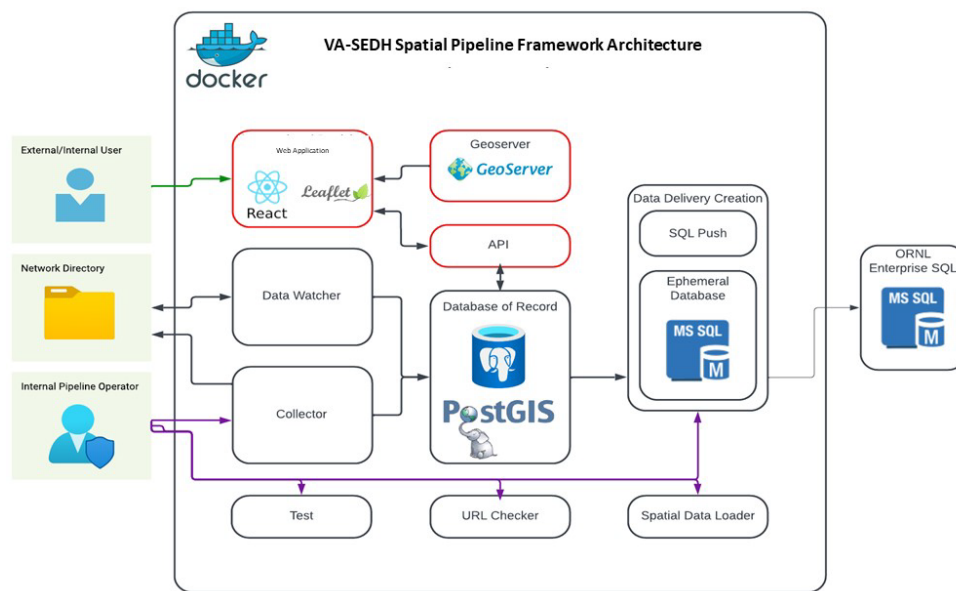 VA-SEDH Spatial Pipeline Framework Architecture
docker
External/Internal User
Web Application
React
Leaflet
Geoserver
GeoServer
API
Network Directory
Data Watcher
Database of Record
PostGIS
Data Delivery Creation
SQL Push
Ephemeral
Database
MS SQL
M
ORNL
Enterprise SQL
MS SQL
M
Internal Pipeline Operator
Collector
Test
URL Checker
Spatial Data Loader